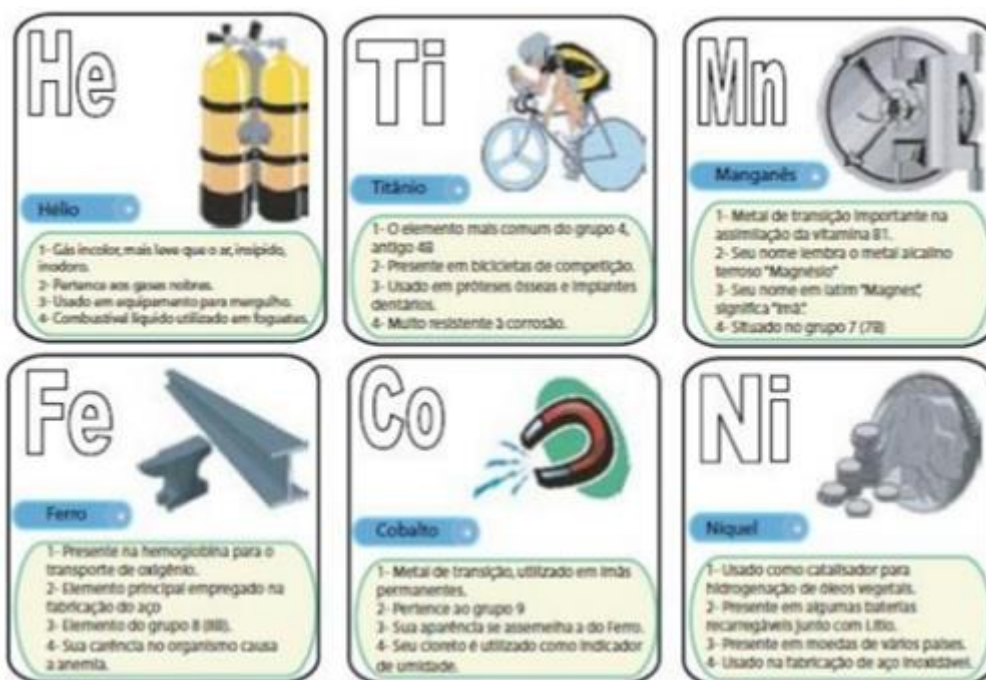 He
Hélio
1- Gás incolor, mais leve que o ar, insípido,
inodoro.
2- Pertence aos gases nobres.
3- Usado em equipamento para mergulho.
4- Combustível líquido utilizado em foguetes.
Ti
Titânio
1- O elemento mais comum do grupo 4,
antigo 4B
2- Presente em bicicletas de competição.
3- Usado em próteses ósseas e implantes
dentários.
4- Muito resistente à corrosão.
Mn
Manganês
1- Metal de transição importante na
assimilação da vitamina B1.
2- Seu nome lembra o metal alcalino
terroso "Magnésio"
3- Seu nome em latim "Magnes",
significa "ímã".
4- Situado no grupo 7 (7B)
Fe
Ferro
1- Presente na hemoglobina para o
transporte de oxigênio.
2- Elemento principal empregado na
fabricação do aço
3- Elemento do grupo 8 (8B).
4- Sua carência no organismo causa
a anemia.
Co
Cobalto
1- Metal de transição, utilizado em ímãs
permanentes.
2- Pertence ao grupo 9
3- Sua aparência se assemelha a do Ferro.
4- Seu cloreto é utilizado como indicador
de umidade.
Ni
Níquel
1- Usado como catalisador para
hidrogenação de óleos vegetais.
2- Presente em algumas baterias
recarregáveis junto com Lítio.
3- Presente em moedas de vários países.
4- Usado na fabricação de aço inoxidável.